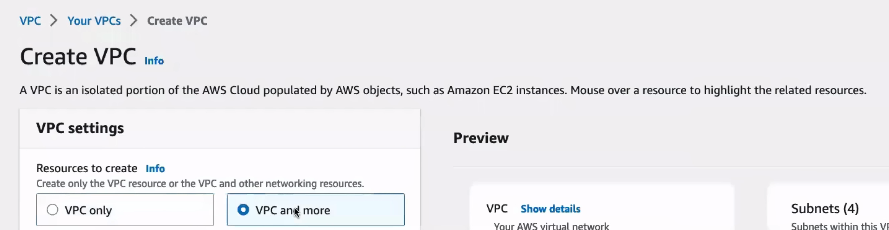 VPC > Your VPCs > Create VPC
Create VPC Info
A VPC is an isolated portion of the AWS Cloud populated by AWS objects, such as Amazon EC2 instances. Mouse over a resource to highlight the related resources.
VPC settings
Resources to create Info
Create only the VPC resource or the VPC and other networking resources.
VPC only
VPC and more
Preview
VPC Show details
Your AWS virtual network
Subnets (4)
Subnets within this